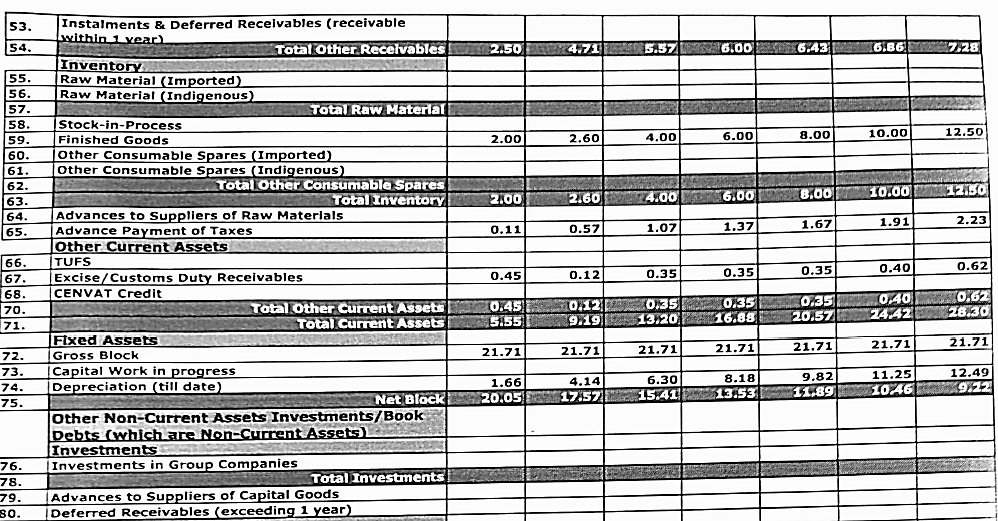 53. Instalments & Deferred Receivables (receivable
within 1 year)
54. Total Other Receivables 2.50 4.71 5.57 6.00 6.43 6.86 7.28
Inventory
55. Raw Material (Imported)
56. Raw Material (Indigenous)
57. Total Raw Material
58. Stock-in-Process
59. Finished Goods 2.00 2.60 4.00 6.00 8.00 10.00 12.50
60. Other Consumable Spares (Imported)
61. Other Consumable Spares (Indigenous)
62. Total Other Consumable Spares
63. Total Inventory 2.00 2.60 4.00 6.00 8.00 10.00 12.50
64. Advances to Suppliers of Raw Materials
65. Advance Payment of Taxes 0.11 0.57 1.07 1.37 1.67 1.91 2.23
Other Current Assets
66. TUFS
67. Excise/Customs Duty Receivables 0.45 0.12 0.35 0.35 0.35 0.40 0.62
68. CENVAT Credit
70. Total Other Current Assets 0.45 0.12 0.35 0.35 0.35 0.40 0.62
71. Total Current Assets 5.55 9.19 13.20 16.88 20.57 24.42 28.30
Fixed Assets
72. Gross Block 21.71 21.71 21.71 21.71 21.71 21.71 21.71
73. Capital Work in progress
74. Depreciation (till date) 1.66 4.14 6.30 8.18 9.82 11.25 12.49
75. Net Block 20.05 17.57 15.41 13.53 11.89 10.46 9.22
Other Non-Current Assets Investments/Book
Debts (which are Non-Current Assets)
Investments
76. Investments in Group Companies
78. Total Investments
79. Advances to Suppliers of Capital Goods
80. Deferred Receivables (exceeding 1 year)